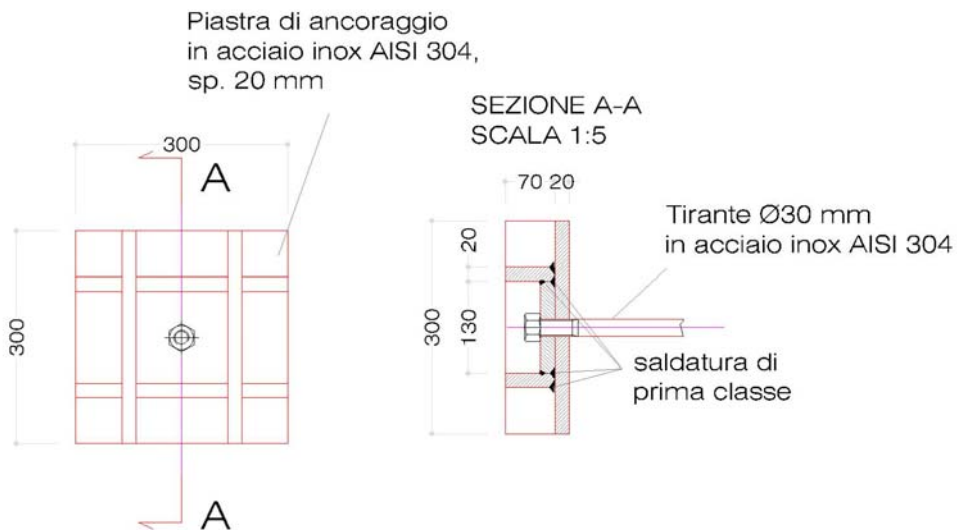 Piastra di ancoraggio
in acciaio inox AISI 304,
sp. 20 mm
300
A
300
A
SEZIONE A-A
SCALA 1:5
70 20
20
300
130
Tirante Ø30 mm
in acciaio inox AISI 304
saldatura di
prima classe